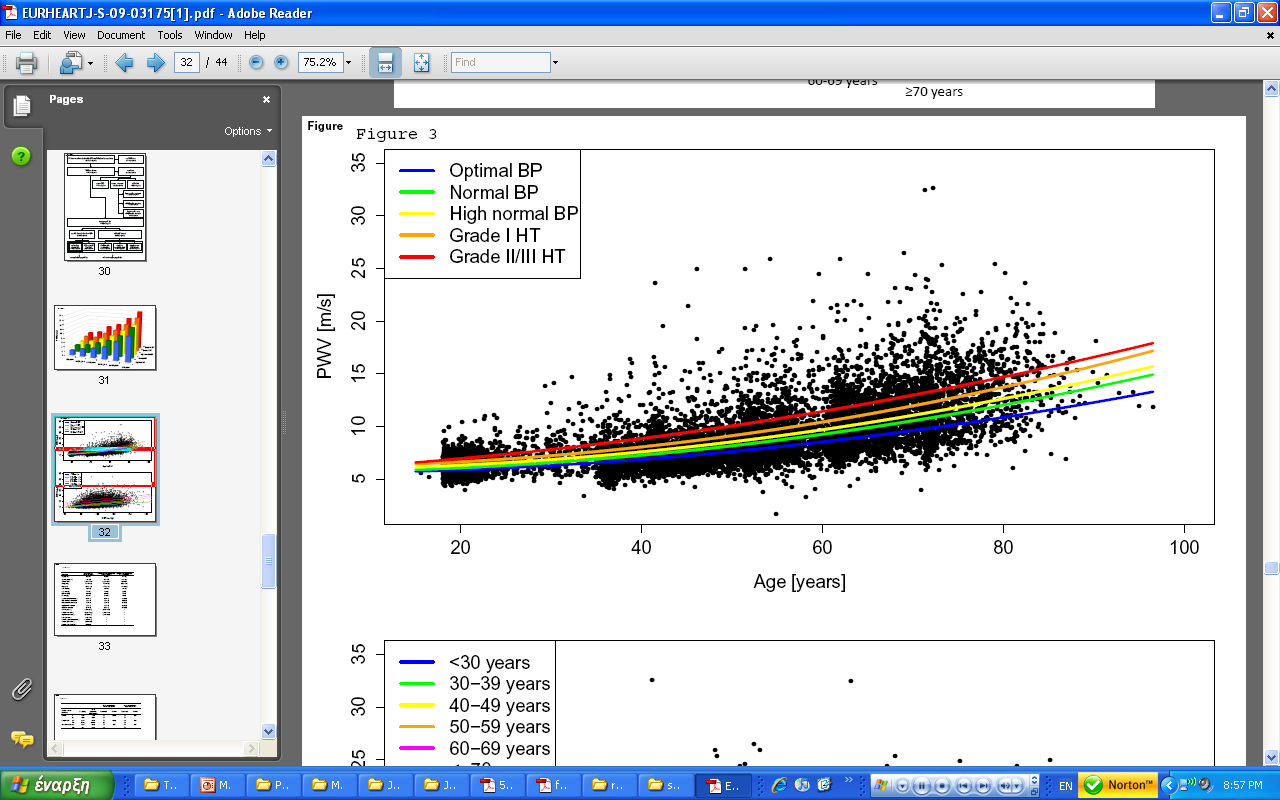 EURHEARTJ-S-09-03175[1].pdf - Adobe Reader
File Edit View Document Tools Window Help
32 / 44 75.2% Find
Pages
Options
30
31
32
33
60-69 years
≥70 years
Figure
Figure 3
Optimal BP
Normal BP
High normal BP
Grade I HT
Grade II/III HT
35
30
25
20
15
10
5
PWV [m/s]
20 40 60 80 100
Age [years]
<30 years
30−39 years
40−49 years
50−59 years
60−69 years
35
30
25
έναρξη T... M. P... M. J... J... 5.. f... r... s... E.. EN Norton™ 8:57 PM